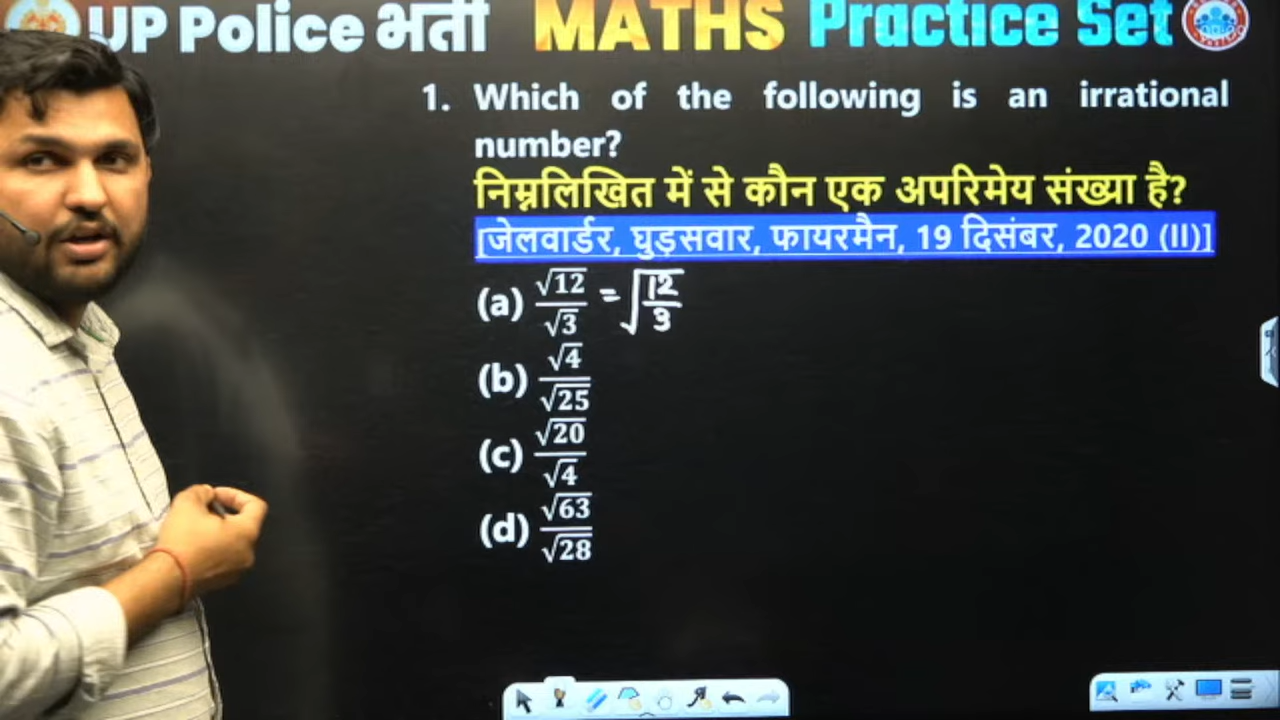 UP Police भर्ती MATHS Practice Set
1. Which of the following is an irrational
number?
निम्नलिखित में से कौन एक अपरिमेय संख्या है?
[जेलवार्डर, घुड़सवार, फायरमैन, 19 दिसंबर, 2020 (II)]
(a) √12/√3 = √12/3
(b) √4/√25
(c) √20/√4
(d) √63/√28